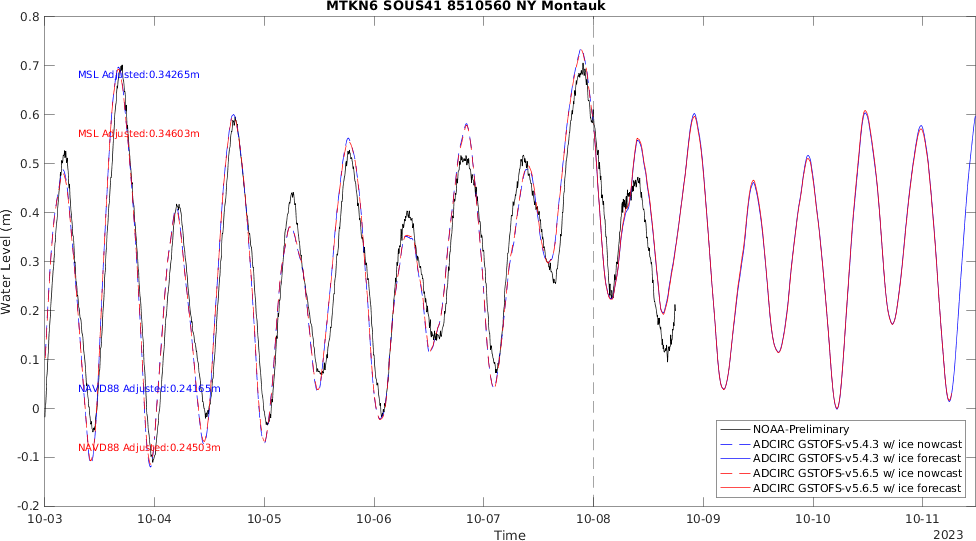 MTKN6 SOUS41 8510560 NY Montauk
0.8
0.7
0.6
0.5
0.4
0.3
0.2
0.1
0
-0.1
-0.2
Water Level (m)
MSL Adjusted:0.34265m
MSL Adjusted:0.34603m
NAVD88 Adjusted:0.24165m
NAVD88 Adjusted:0.24503m
NOAA-Preliminary
ADCIRC GSTOFS-v5.4.3 w/ ice nowcast
ADCIRC GSTOFS-v5.4.3 w/ ice forecast
ADCIRC GSTOFS-v5.6.5 w/ ice nowcast
ADCIRC GSTOFS-v5.6.5 w/ ice forecast
10-03 10-04 10-05 10-06 10-07 10-08 10-09 10-10 10-11
Time
2023